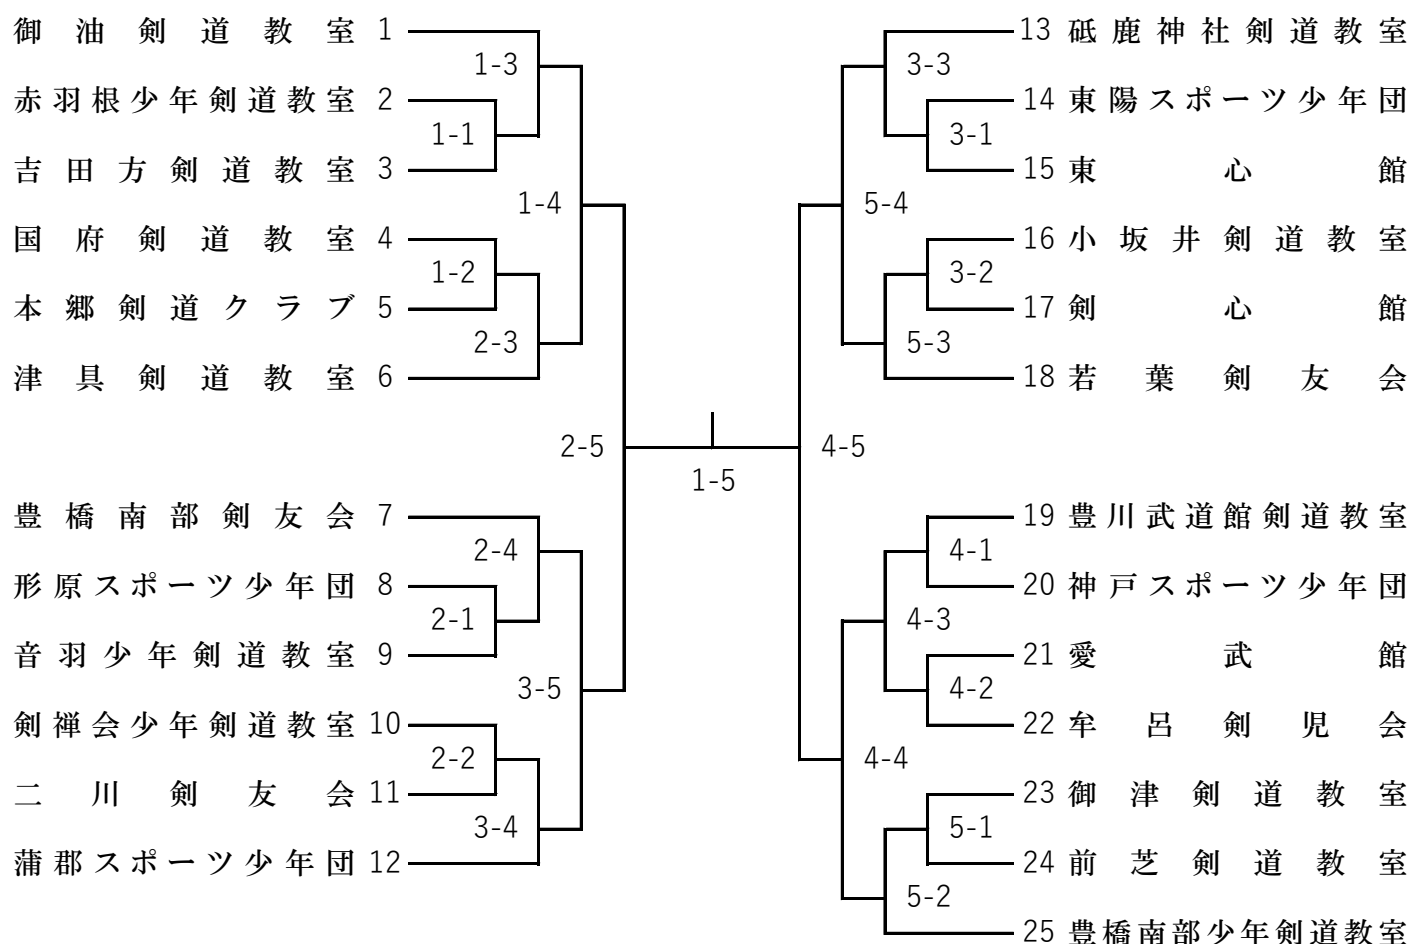 御油剣道教室 1
1-3
赤羽根少年剣道教室 2
1-1
吉田方剣道教室 3
1-4
国府剣道教室 4
1-2
本郷剣道クラブ 5
2-3
津具剣道教室 6
2-5
豊橋南部剣友会 7
2-4
形原スポーツ少年団 8
2-1
音羽少年剣道教室 9
3-5
剣禅会少年剣道教室 10
2-2
二川剣友会 11
3-4
蒲郡スポーツ少年団 12
1-5
13 砥鹿神社剣道教室
3-3
14 東陽スポーツ少年団
3-1
15 東心館
5-4
16 小坂井剣道教室
3-2
17 剣心館
5-3
18 若葉剣友会
4-5
19 豊川武道館剣道教室
4-1
20 神戸スポーツ少年団
4-3
21 愛武館
4-2
22 牟呂剣児会
4-4
23 御津剣道教室
5-1
24 前芝剣道教室
5-2
25 豊橋南部少年剣道教室